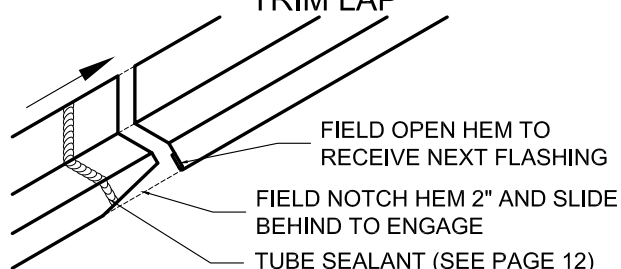 TRIM LAP
FIELD OPEN HEM TO
RECEIVE NEXT FLASHING
FIELD NOTCH HEM 2" AND SLIDE
BEHIND TO ENGAGE
TUBE SEALANT (SEE PAGE 12)